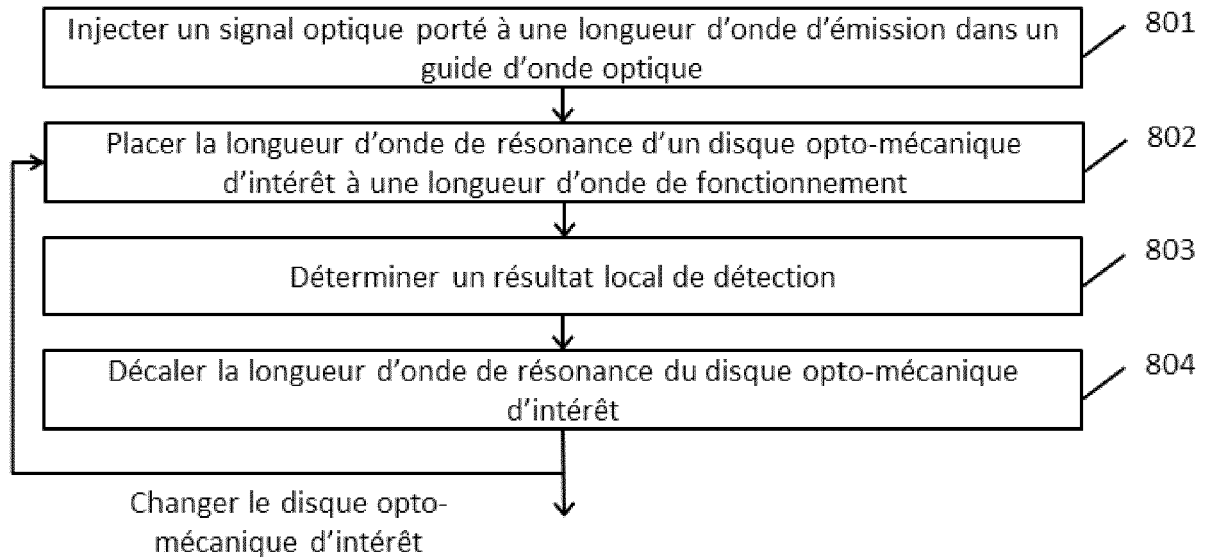 Injecter un signal optique porté à une longueur d'onde d'émission dans un
guide d'onde optique
801
Placer la longueur d'onde de résonance d'un disque opto-mécanique
d'intérêt à une longueur d'onde de fonctionnement
802
Déterminer un résultat local de détection
803
Décaler la longueur d'onde de résonance du disque opto-mécanique
d'intérêt
804
Changer le disque opto-
mécanique d'intérêt